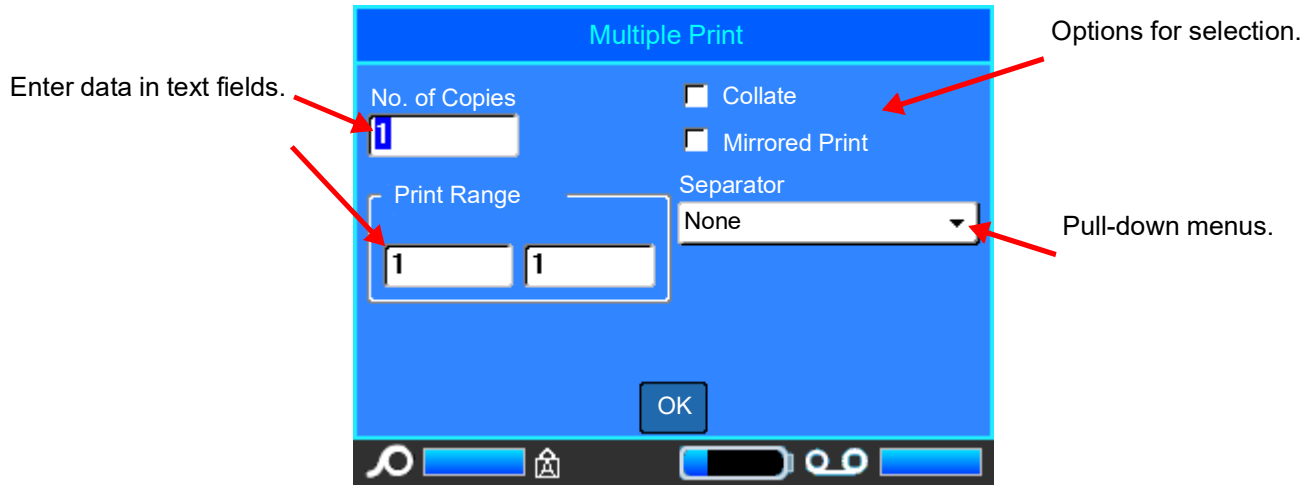 Multiple Print
Options for selection.
Enter data in text fields.
No. of Copies
1
Collate
Mirrored Print
Print Range
1 1
Separator
None
Pull-down menus.
OK
A